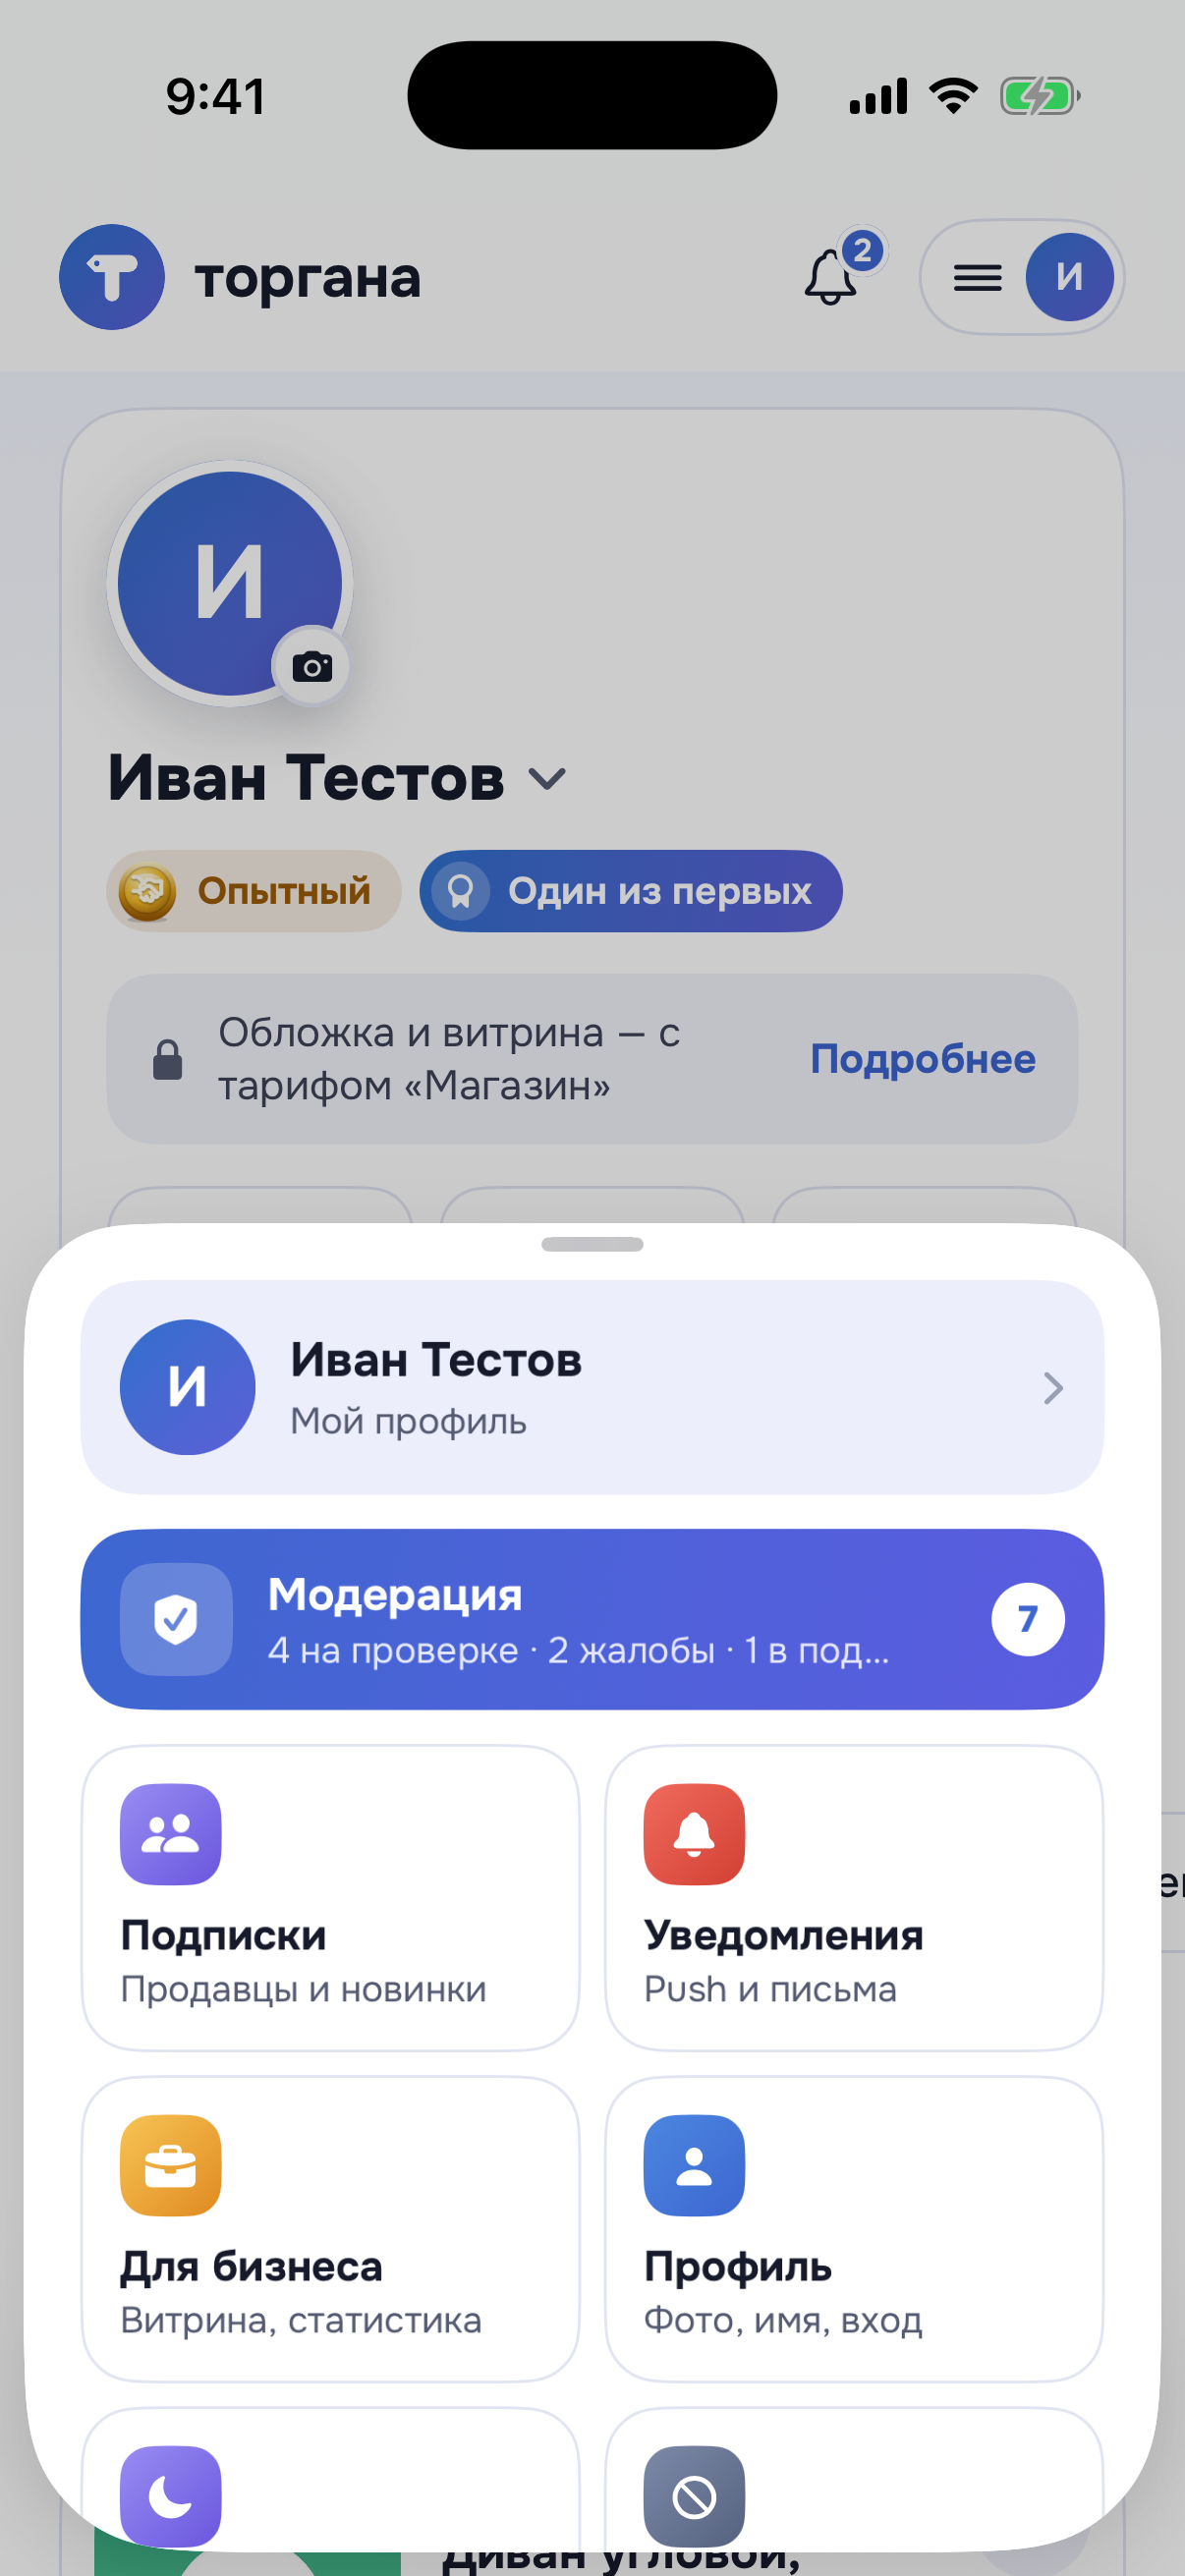 9:41
торгана
2
И
И
Иван Тестов
Опытный
Один из первых
Обложка и витрина — с
тарифом «Магазин»
Подробнее
И
Иван Тестов
Мой профиль
Модерация
4 на проверке · 2 жалобы · 1 в под...
7
Подписки
Продавцы и новинки
Уведомления
Push и письма
Для бизнеса
Витрина, статистика
Профиль
Фото, имя, вход
Диван угловой,